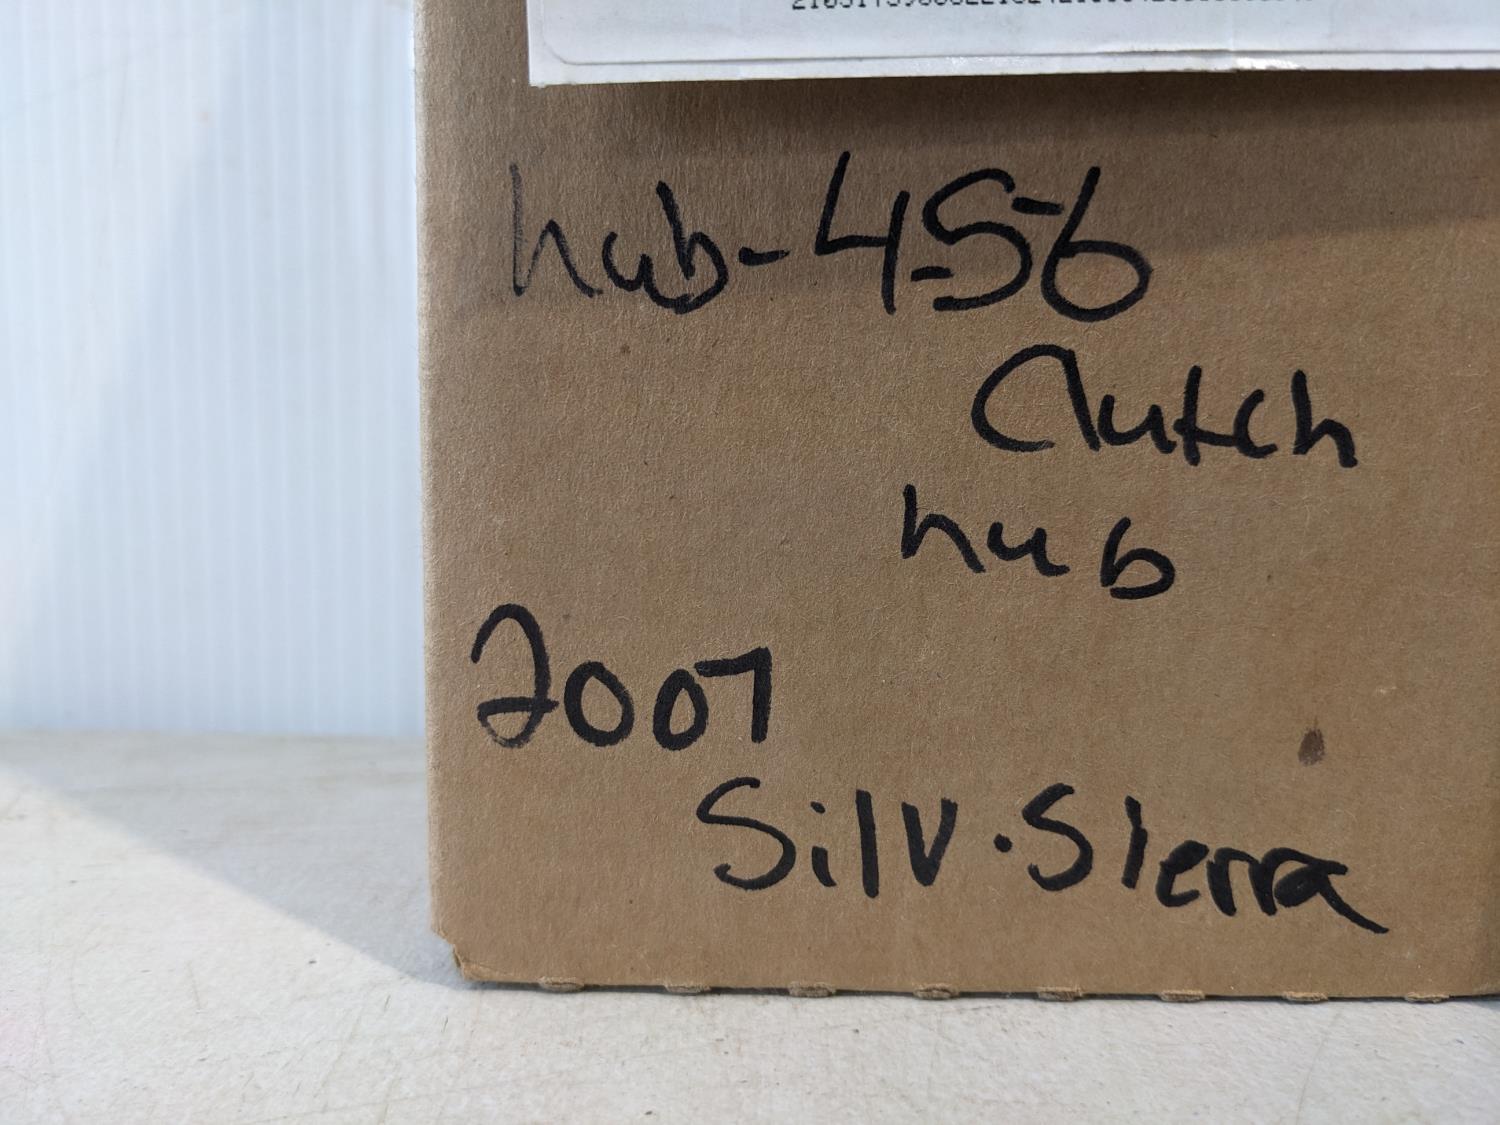 hub-456
Clutch
hub
2007
Silv. Sierra